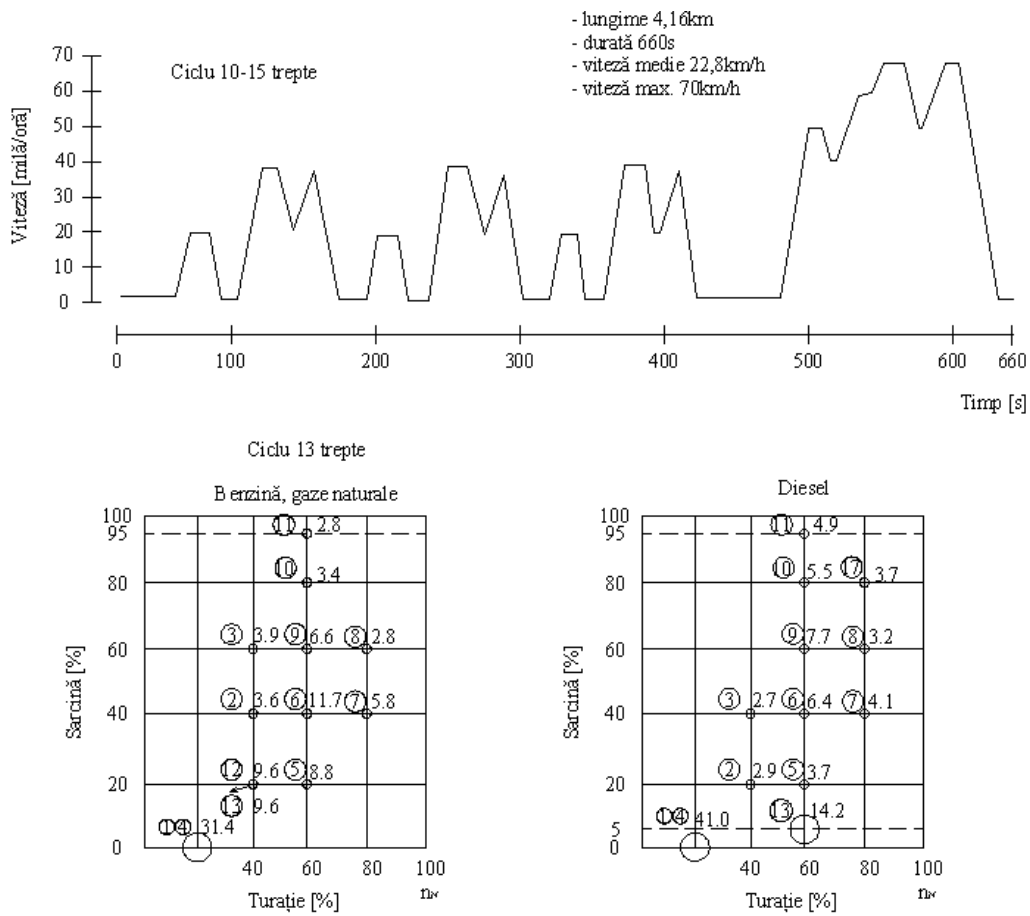 - lungime 4,16km
- durată 660s
- viteză medie 22,8km/h
- viteză max. 70km/h
Ciclu 10-15 trepte
Viteză [milă/oră]
70
60
50
40
30
20
10
0
0 100 200 300 400 500 600 660
Timp [s]
Ciclu 13 trepte
Benzină, gaze naturale
Sarcină [%]
100
95
80
60
40
20
0
11 2.8
10 3.4
3 3.9 9 6.6 8 2.8
2 3.6 6 11.7 7 5.8
12 9.6 5 8.8
13 9.6
1 4 31.4
40 60 80 100
Turație [%] nN
Diesel
Sarcină [%]
100
95
80
60
40
20
5
0
11 4.9
10 5.5 17 3.7
9 7.7 8 3.2
3 2.7 6 6.4 7 4.1
2 2.9 5 3.7
13 14.2
1 4 41.0
40 60 80 100
Turație [%] nN